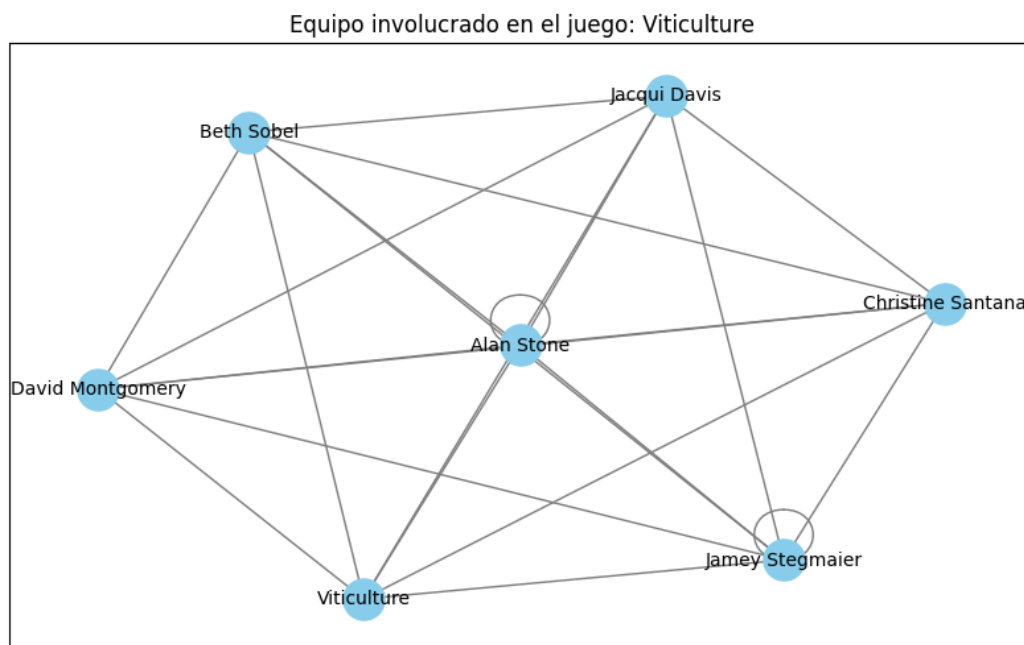 Equipo involucrado en el juego: Viticulture
Jacqui Davis
Beth Sobel
Christine Santana
Alan Stone
David Montgomery
Jamey Stegmaier
Viticulture